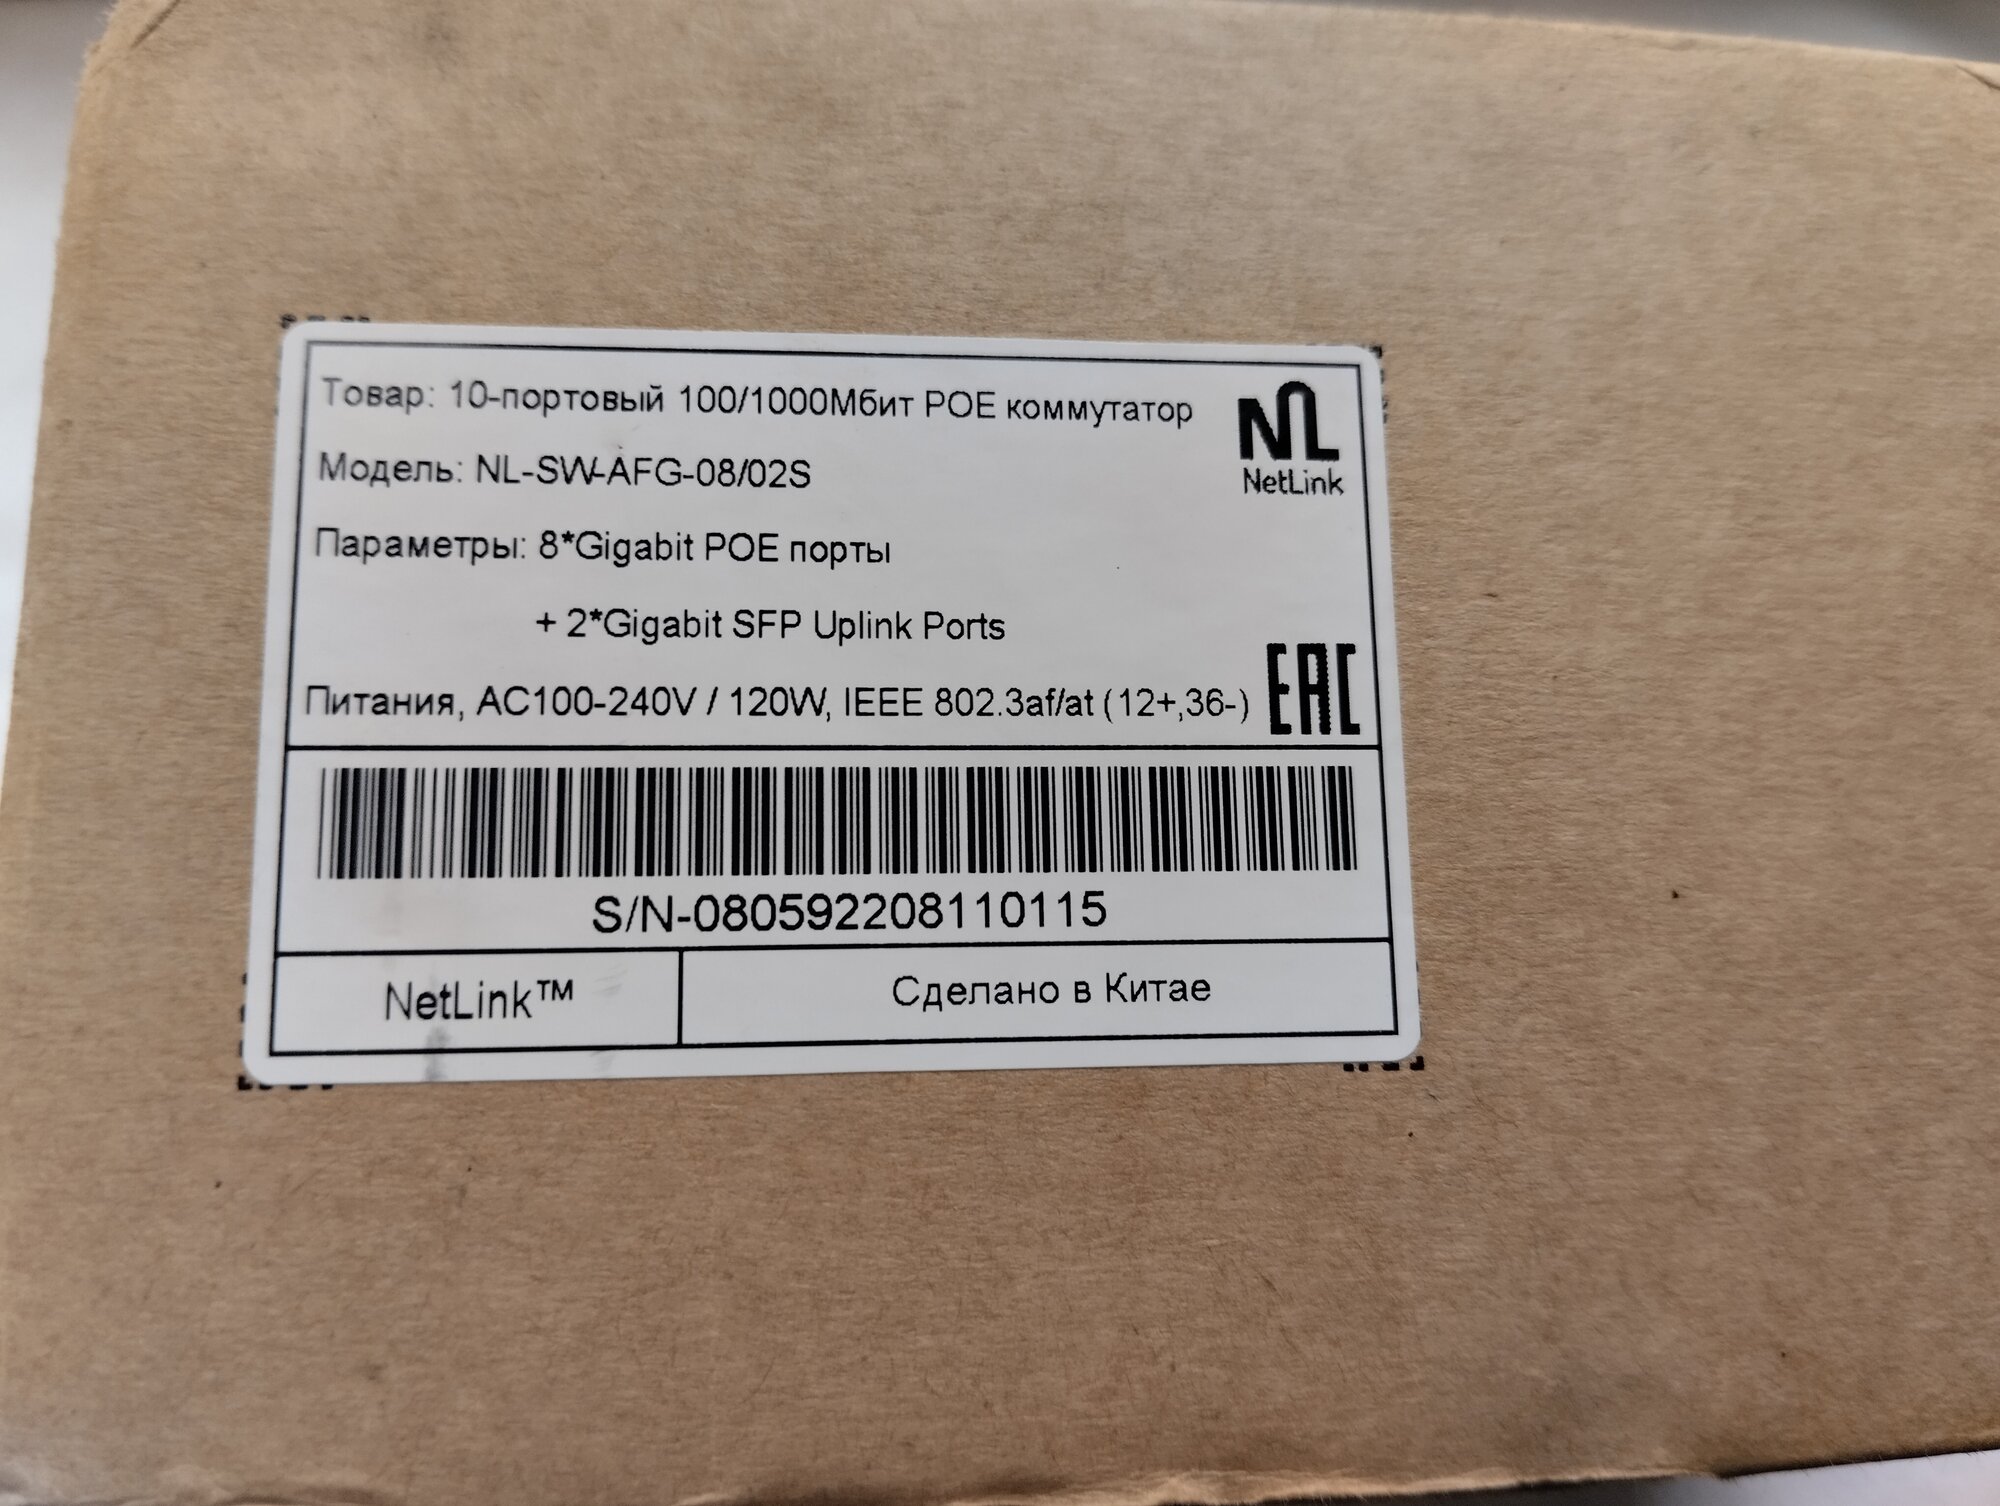 Товар: 10-портовый 100/1000Мбит POE коммутатор
NL
NetLink
Модель: NL-SW-AFG-08/02S
Параметры: 8*Gigabit POE порты
+ 2*Gigabit SFP Uplink Ports
Питания, AC100-240V / 120W, IEEE 802.3af/at (12+,36-)
EAC
S/N-080592208110115
NetLink™
Сделано в Китае